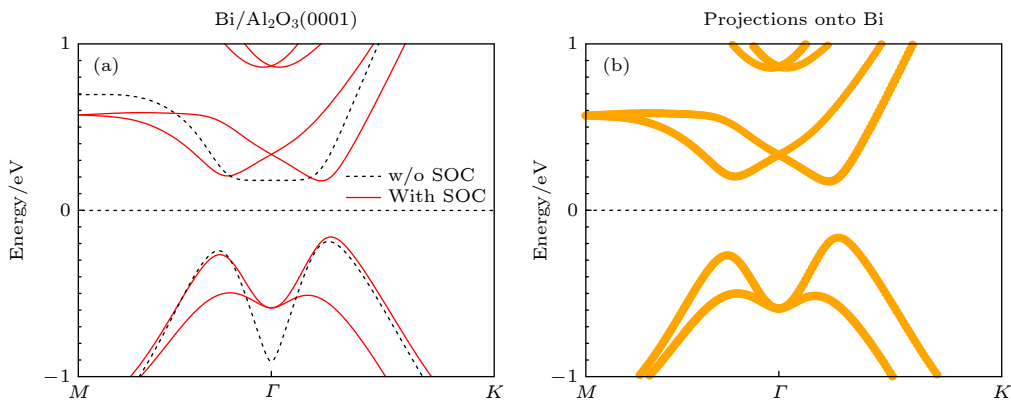 Bi/Al₂O₃(0001)
Projections onto Bi
1
(a)
w/o SOC
With SOC
Energy/eV
0
−1
M
Γ
K
1
(b)
Energy/eV
0
−1
M
Γ
K